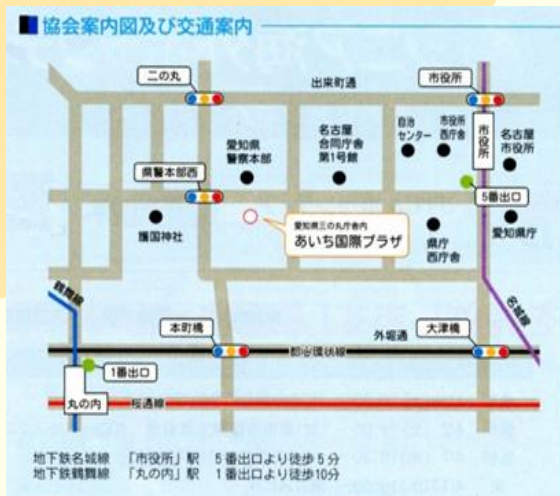 協会案内図及び交通案内
二の丸
出来町通
市役所
愛知県
警察本部
名古屋
合同庁舎
第1号館
自治
センター
市役所
西庁舎
市役所
名古屋
市役所
県警本部西
5番出口
護国神社
愛知県三の丸庁舎内
あいち国際プラザ
県庁
西庁舎
愛知県庁
鶴舞線
名城線
本町橋
外堀通
大津橋
都心環状線
1番出口
丸の内
桜通線
地下鉄名城線 「市役所」駅 5番出口より徒歩5分
地下鉄鶴舞線 「丸の内」駅 1番出口より徒歩10分